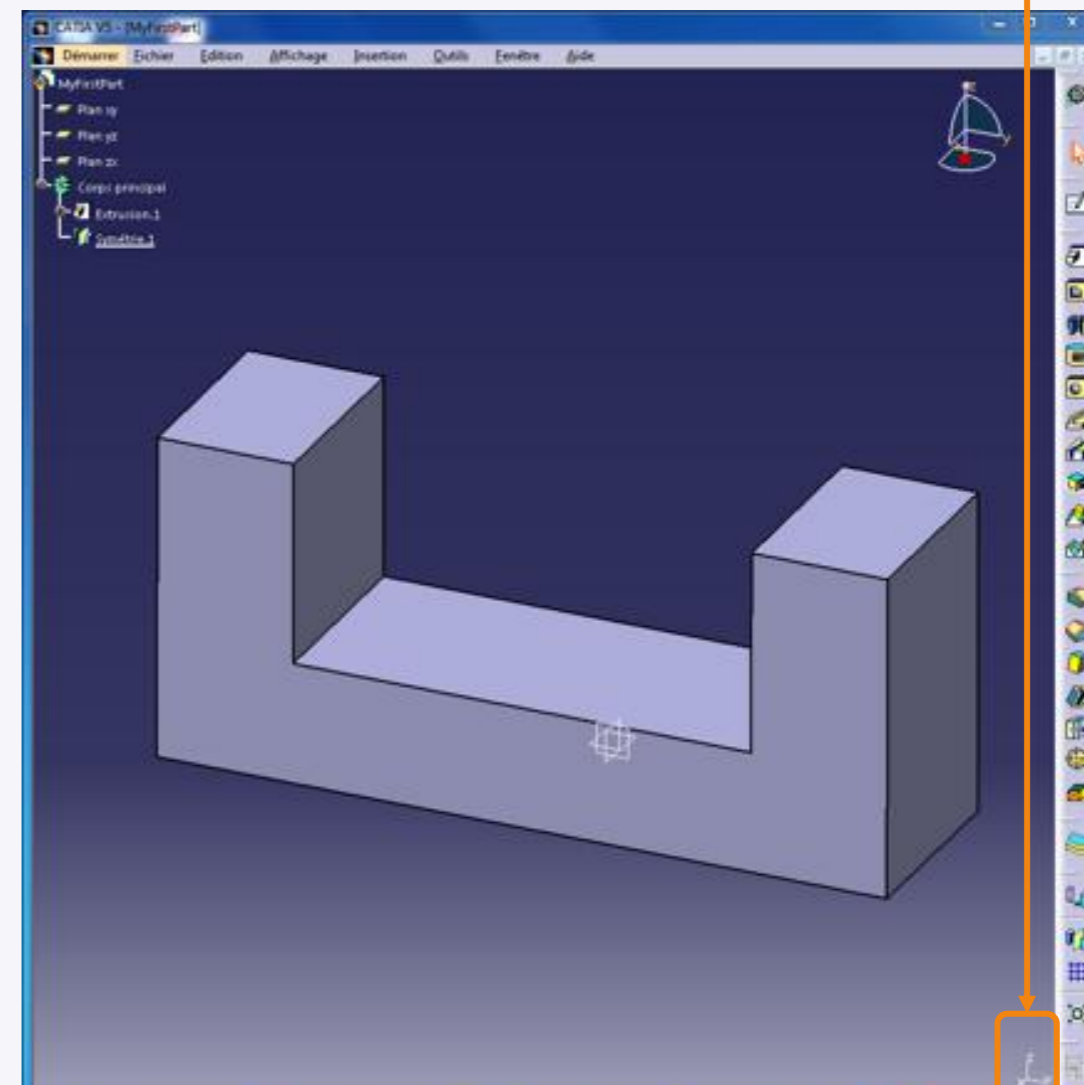 CATIA V5 - [MyFirstPart]
Démarrer Fichier Edition Affichage Insertion Outils Fenêtre Aide
MyFirstPart
Plan xy
Plan yz
Plan zx
Corps principal
Extrusion.1
Symétrie.1